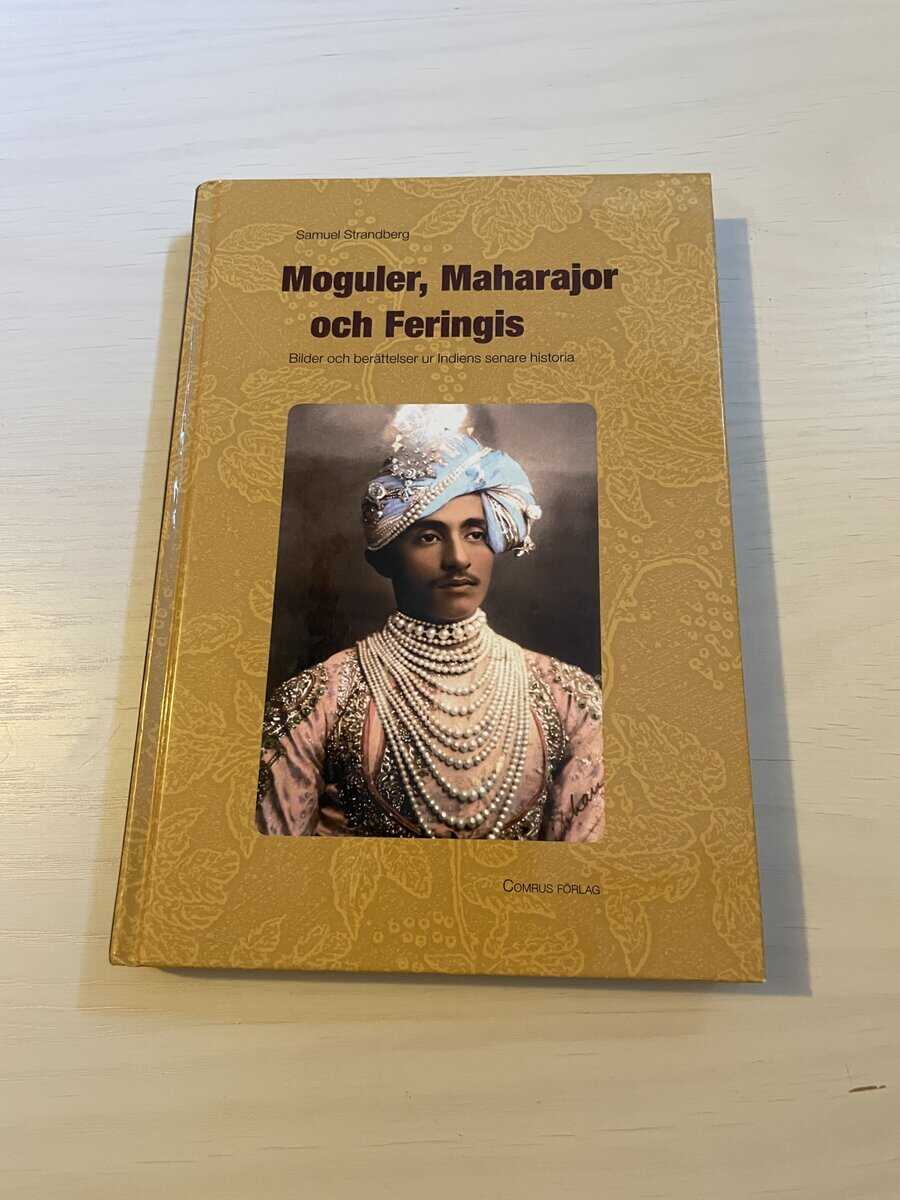 Samuel Strandberg
Moguler, Maharajor
och Feringis
Bilder och berättelser ur Indiens senare historia
COMRUS FÖRLAG